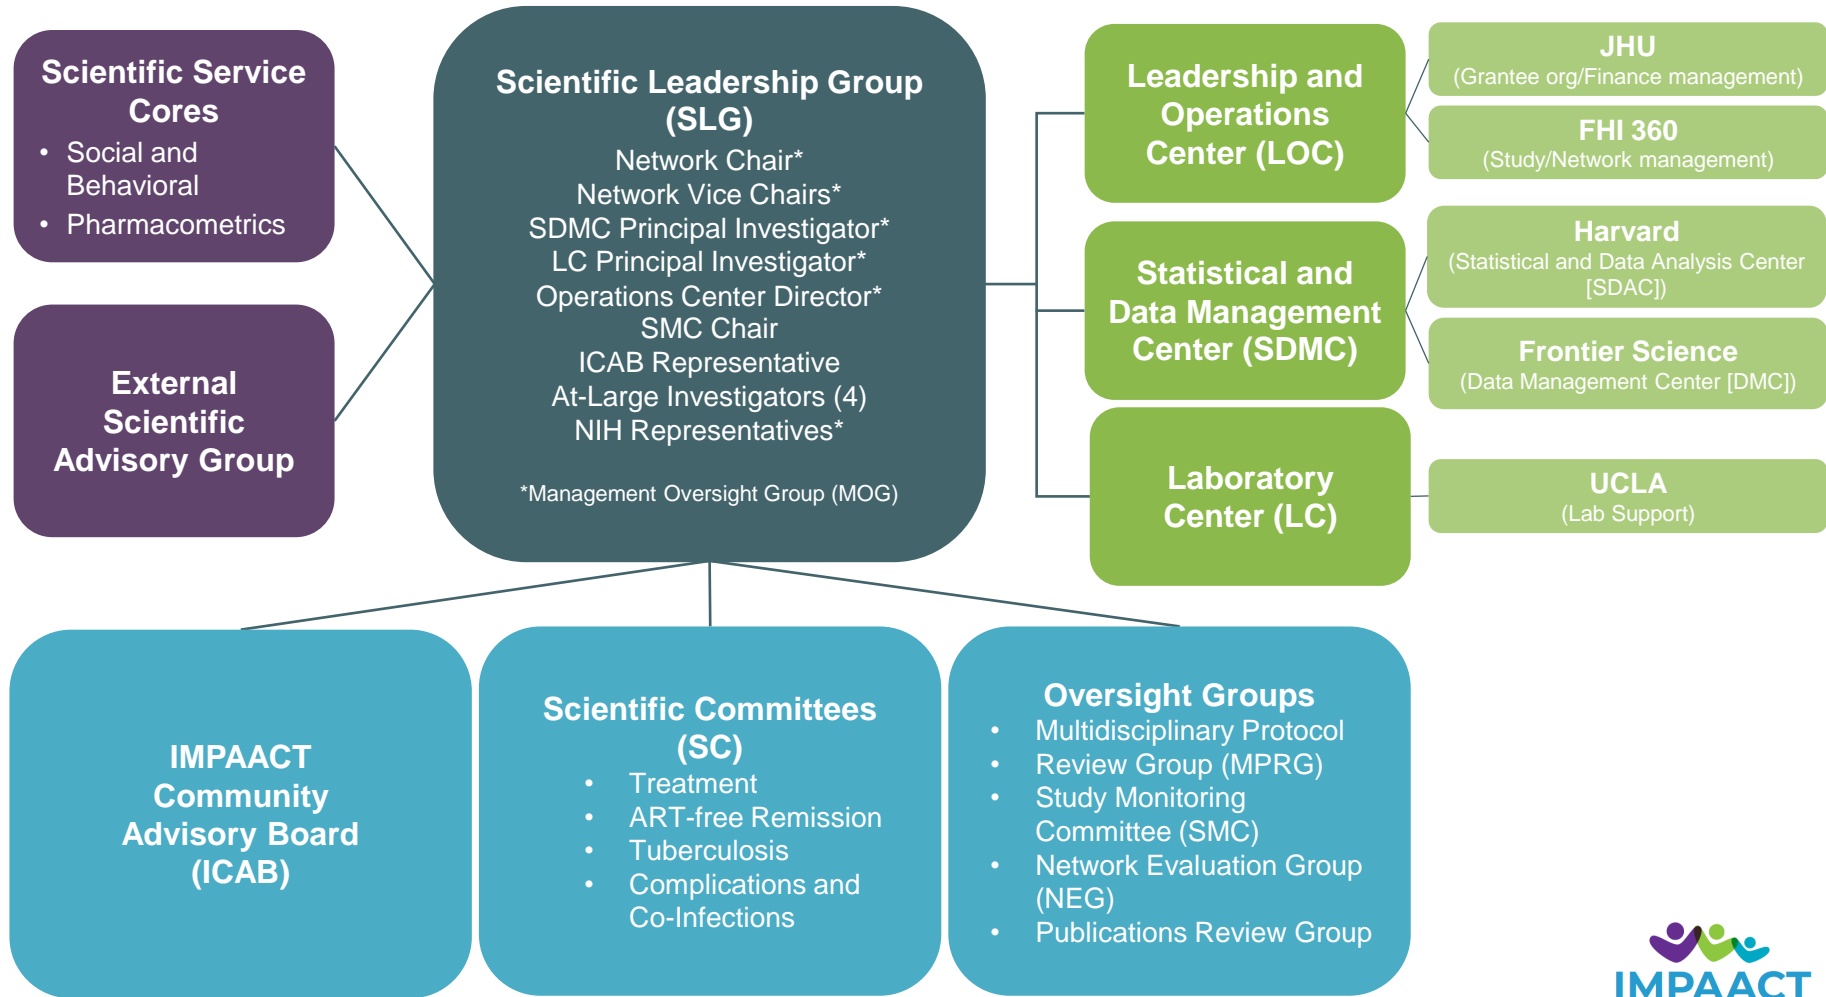 Scientific Service
Cores
• Social and
Behavioral
• Pharmacometrics
External
Scientific
Advisory Group
Scientific Leadership Group
(SLG)
Network Chair*
Network Vice Chairs*
SDMC Principal Investigator*
LC Principal Investigator*
Operations Center Director*
SMC Chair
ICAB Representative
At-Large Investigators (4)
NIH Representatives*
*Management Oversight Group (MOG)
Leadership and
Operations
Center (LOC)
JHU
(Grantee org/Finance management)
FHI 360
(Study/Network management)
Statistical and
Data Management
Center (SDMC)
Harvard
(Statistical and Data Analysis Center
[SDAC])
Frontier Science
(Data Management Center [DMC])
Laboratory
Center (LC)
UCLA
(Lab Support)
IMPAACT
Community
Advisory Board
(ICAB)
Scientific Committees
(SC)
• Treatment
• ART-free Remission
• Tuberculosis
• Complications and
Co-Infections
Oversight Groups
• Multidisciplinary Protocol
• Review Group (MPRG)
• Study Monitoring
Committee (SMC)
• Network Evaluation Group
(NEG)
• Publications Review Group
IMPAACT